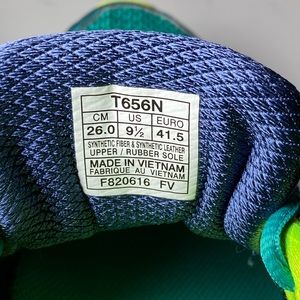 T656N
CM US EURO
26.0 9½ 41.5
SYNTHETIC FIBER & SYNTHETIC LEATHER
UPPER / RUBBER SOLE
MADE IN VIETNAM
FABRIQUE AU VIETNAM
F820616 FV